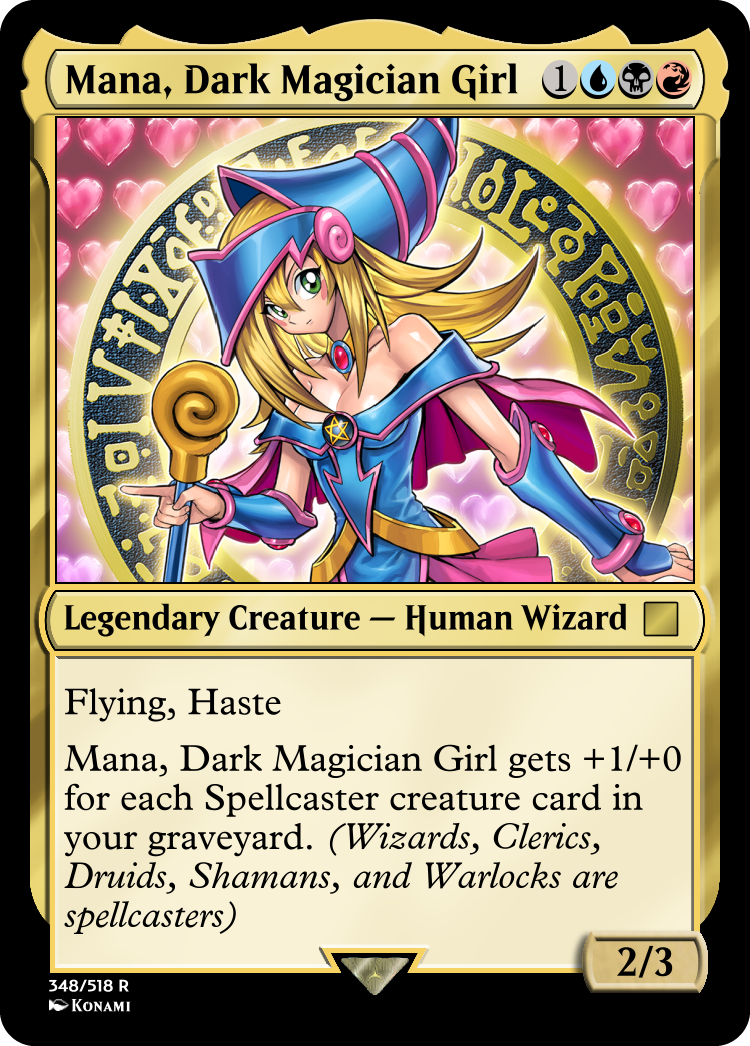 Mana, Dark Magician Girl 1
Legendary Creature — Human Wizard
Flying, Haste
Mana, Dark Magician Girl gets +1/+0
for each Spellcaster creature card in
your graveyard. (Wizards, Clerics,
Druids, Shamans, and Warlocks are
spellcasters)
2/3
348/518 R
KONAMI